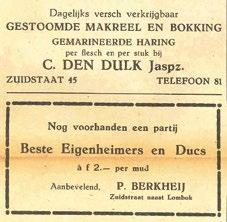 Dagelijks versch verkrijgbaar
GESTOOMDE MAKREEL EN BOKKING
GEMARINEERDE HARING
per flesch en per stuk bij
C. DEN DULK Jaspz.
ZUIDSTAAT 45 TELEFOON 81
Nog voorhanden een partij
Beste Eigenheimers en Ducs
à f 2.— per mud
Aanbevelend, P. BERKHEIJ
Zuidstraat naast Lombok